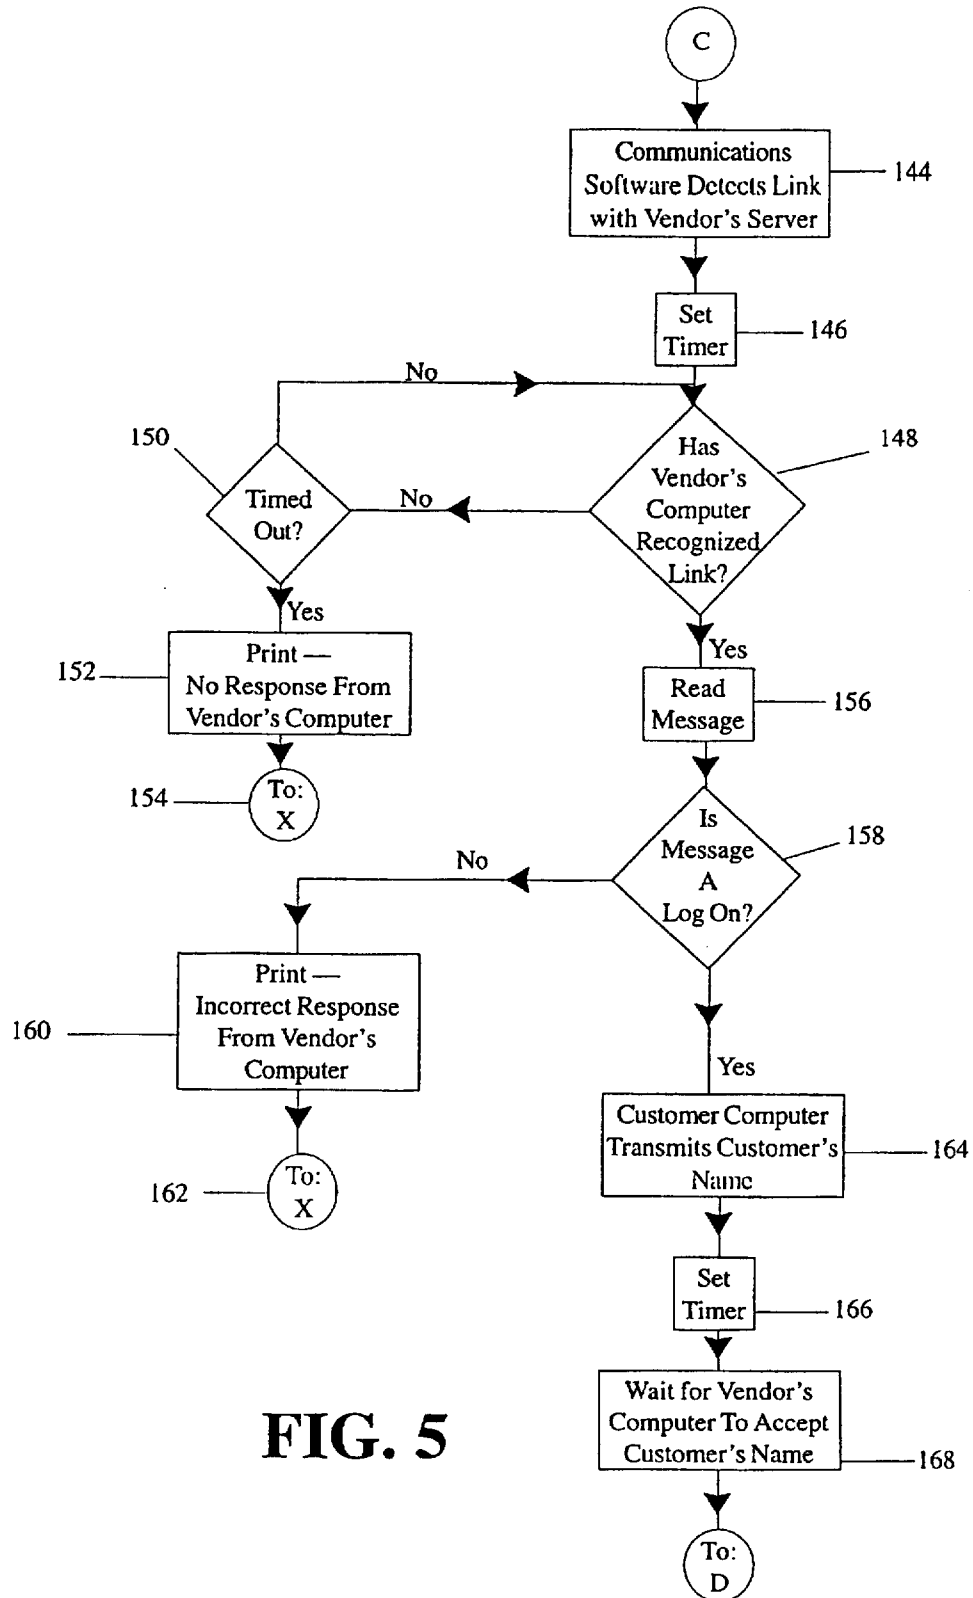 C
Communications
Software Detects Link
with Vendor's Server
144
Set
Timer
146
No
150
Timed
Out?
No
Has
Vendor's
Computer
Recognized
Link?
148
Yes
Yes
152
Print —
No Response From
Vendor's Computer
Read
Message
156
154
To:
X
Is
Message
A
Log On?
158
No
160
Print —
Incorrect Response
From Vendor's
Computer
Yes
162
To:
X
Customer Computer
Transmits Customer's
Name
164
Set
Timer
166
Wait for Vendor's
Computer To Accept
Customer's Name
168
FIG. 5
To:
D